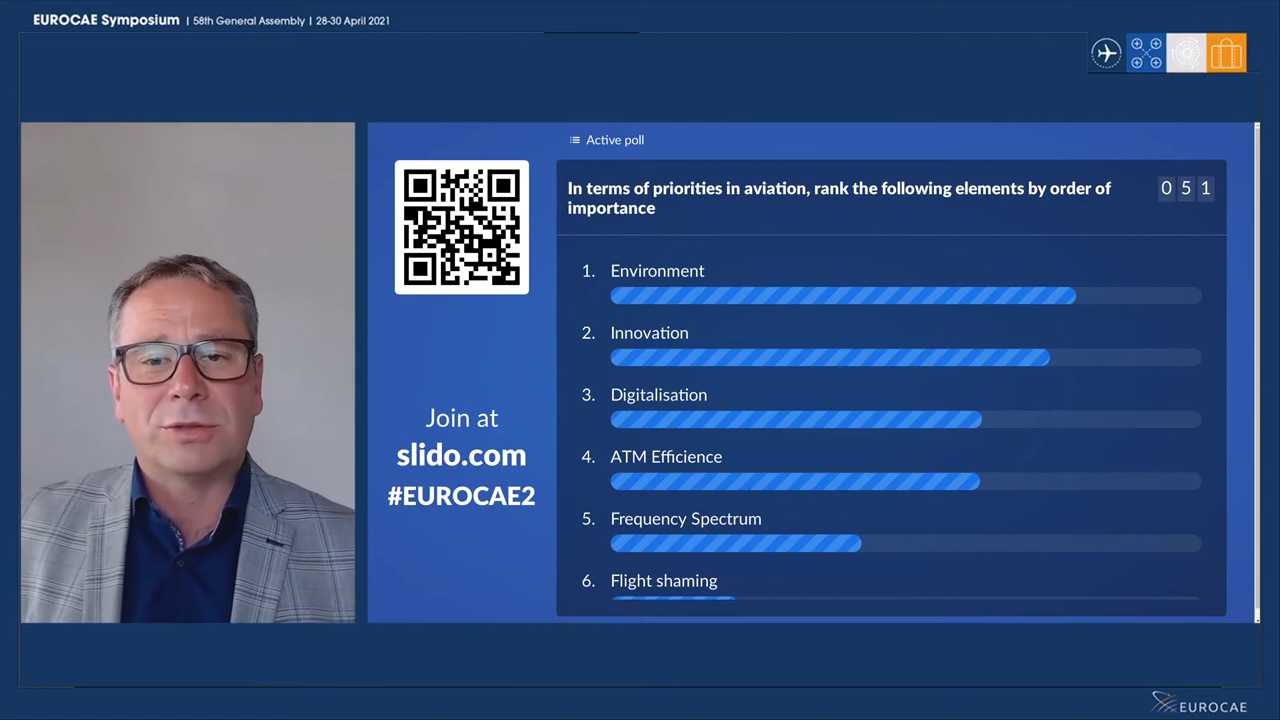 EUROCAE Symposium | 58th General Assembly | 28-30 April 2021
Active poll
In terms of priorities in aviation, rank the following elements by order of
importance
0 5 1
1. Environment
2. Innovation
3. Digitalisation
4. ATM Efficience
5. Frequency Spectrum
6. Flight shaming
Join at
slido.com
#EUROCAE2
EUROCAE